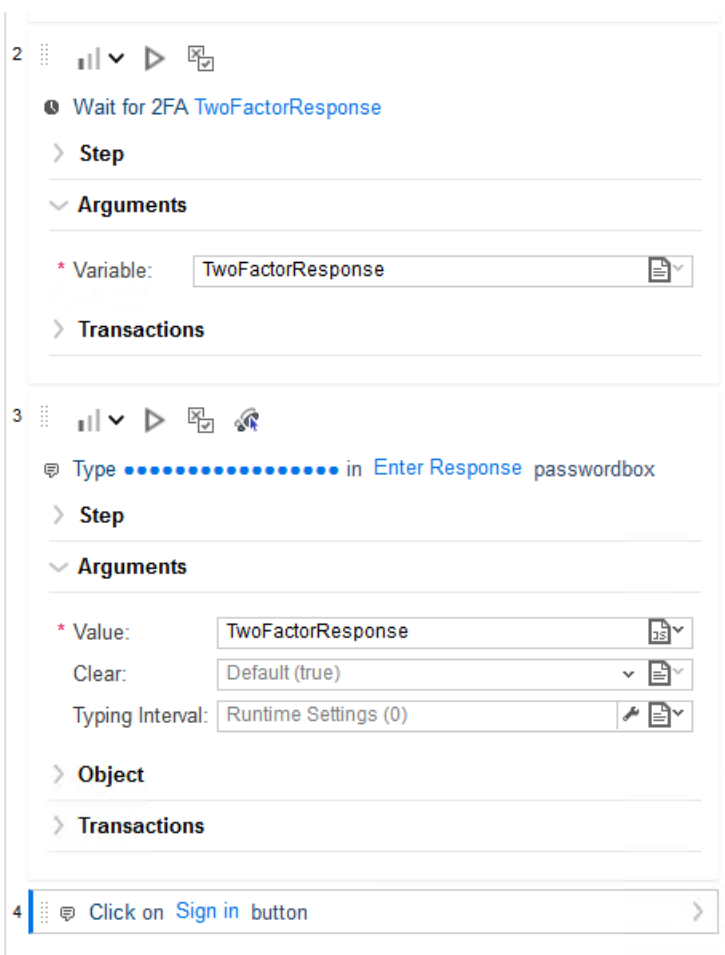 2
Wait for 2FA TwoFactorResponse
Step
Arguments
* Variable: TwoFactorResponse
Transactions
3
Type ●●●●●●●●●●●●●●●●● in Enter Response passwordbox
Step
Arguments
* Value: TwoFactorResponse JS
Clear: Default (true)
Typing Interval: Runtime Settings (0)
Object
Transactions
4 Click on Sign in button